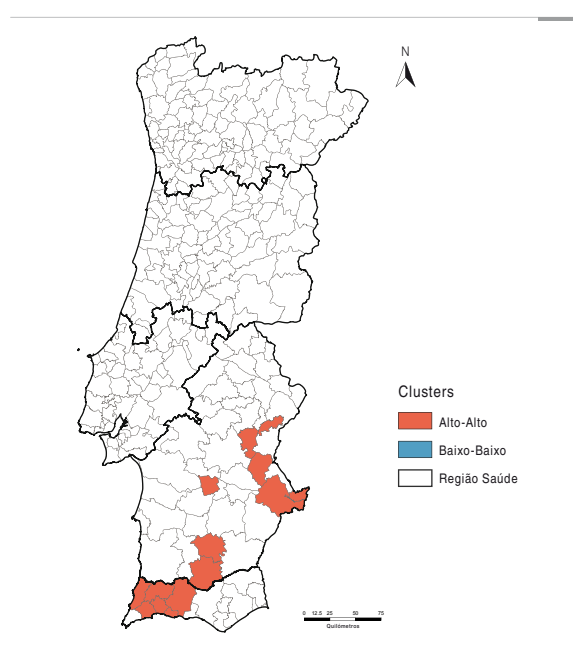 N
Clusters
Alto-Alto
Baixo-Baixo
Região Saúde
0 12.5 25 50 75
Quilómetros